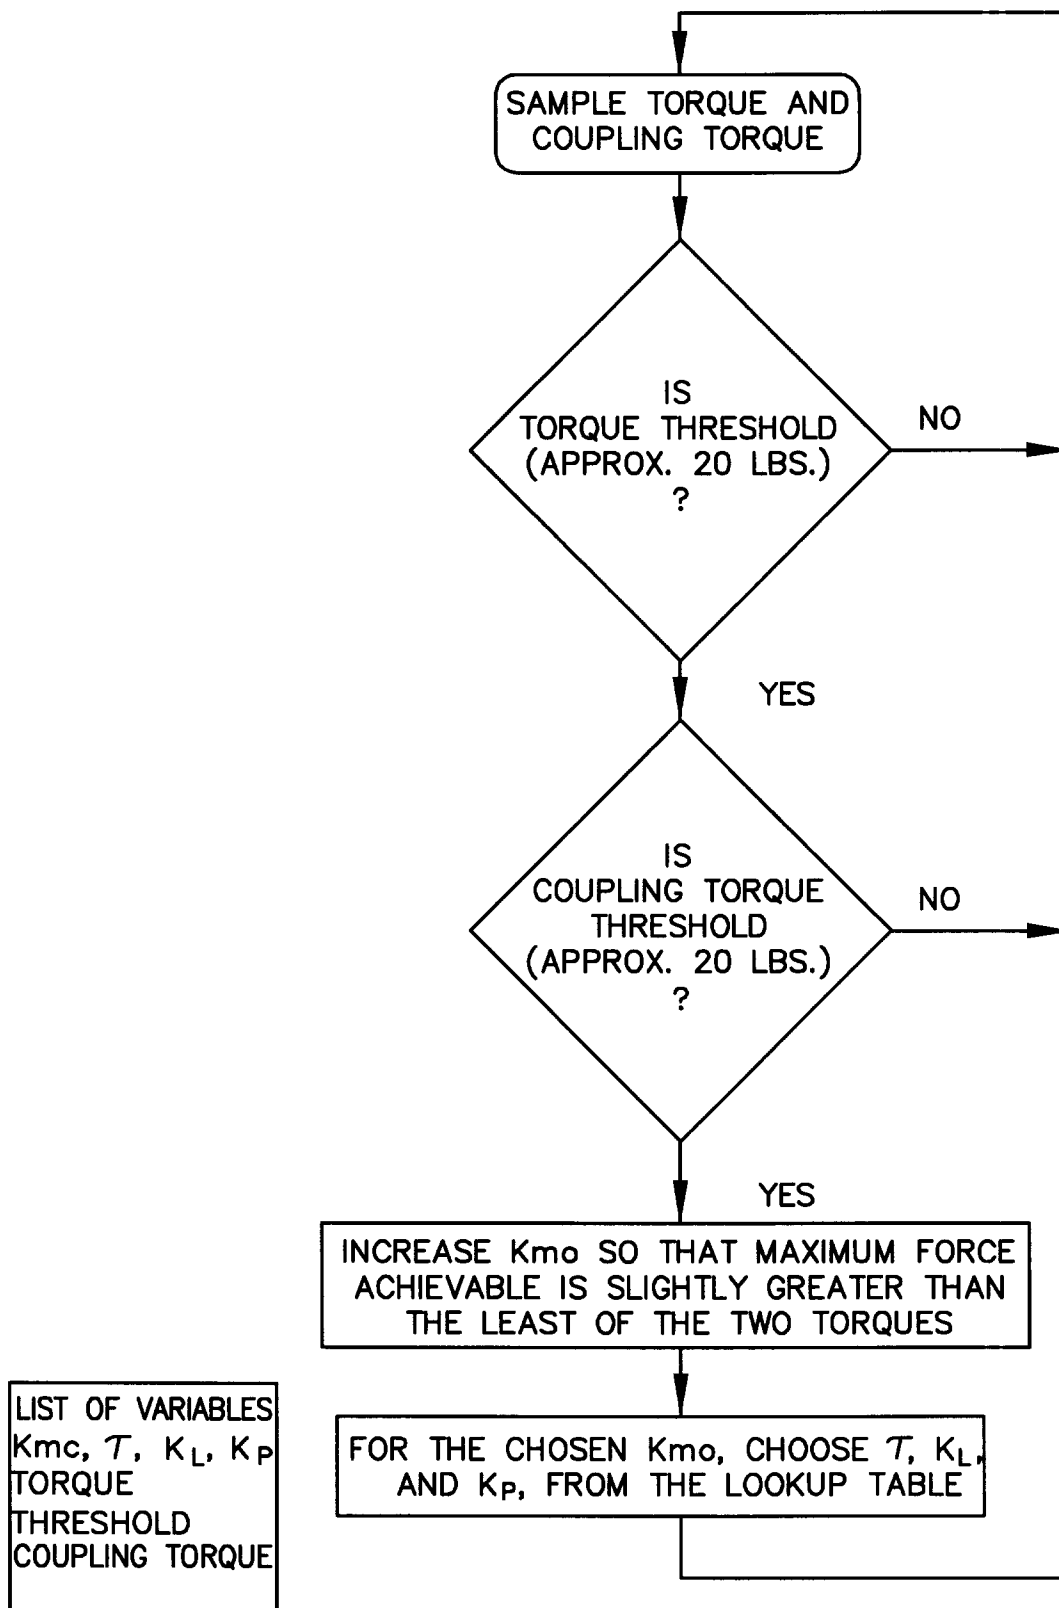 SAMPLE TORQUE AND
COUPLING TORQUE
IS
TORQUE THRESHOLD
(APPROX. 20 LBS.)
?
NO
YES
IS
COUPLING TORQUE
THRESHOLD
(APPROX. 20 LBS.)
?
NO
YES
INCREASE Kmo SO THAT MAXIMUM FORCE
ACHIEVABLE IS SLIGHTLY GREATER THAN
THE LEAST OF THE TWO TORQUES
FOR THE CHOSEN Kmo, CHOOSE τ, KL,
AND KP, FROM THE LOOKUP TABLE
LIST OF VARIABLES
Kmc, τ, KL, KP
TORQUE
THRESHOLD
COUPLING TORQUE